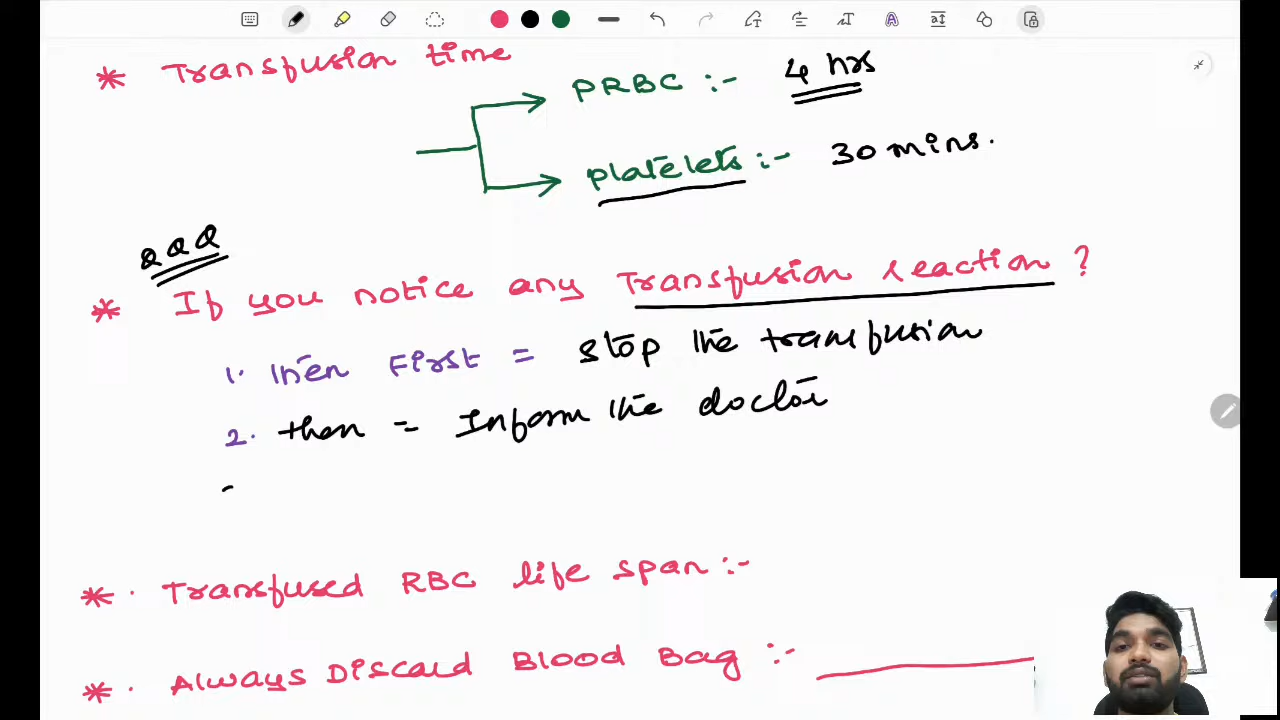 * Transfusion time
PRBC :- 4 hrs
platelets :- 30 mins.
QQQ
* If you notice any Transfusion reaction ?
1. then First = stop the transfusion
2. then = Inform the doctor
* . Transfused RBC life span :-
* . Always Discard Blood Bag :-